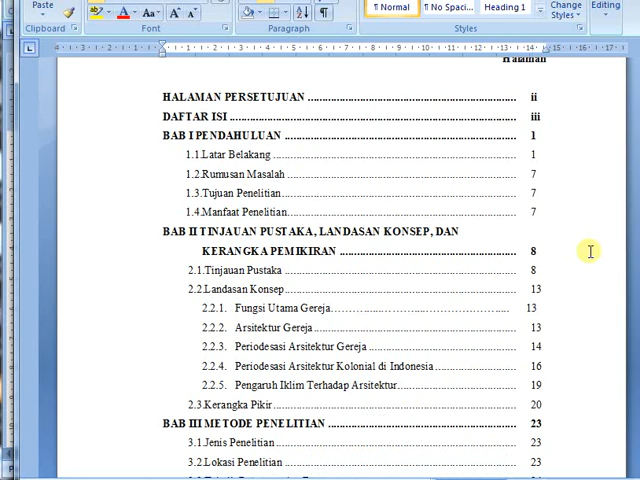 Paste
Normal
No Spaci...
Heading 1
Change
Styles
Editing
Clipboard
Font
Paragraph
Styles
Halaman
HALAMAN PERSETUJUAN ................................................ ii
DAFTAR ISI ................................................ iii
BAB I PENDAHULUAN ................................................ 1
1.1.Latar Belakang ................................................ 1
1.2.Rumusan Masalah ................................................ 7
1.3.Tujuan Penelitian ................................................ 7
1.4.Manfaat Penelitian ................................................ 7
BAB II TINJAUAN PUSTAKA, LANDASAN KONSEP, DAN
KERANGKA PEMIKIRAN ................................................ 8
2.1.Tinjauan Pustaka ................................................ 8
2.2.Landasan Konsep ................................................ 13
2.2.1. Fungsi Utama Gereja ................................................ 13
2.2.2. Arsitektur Gereja ................................................ 13
2.2.3. Periodesasi Arsitektur Gereja ................................................ 14
2.2.4. Periodesasi Arsitektur Kolonial di Indonesia ................................................ 16
2.2.5. Pengaruh Iklim Terhadap Arsitektur ................................................ 19
2.3.Kerangka Pikir ................................................ 20
BAB III METODE PENELITIAN ................................................ 23
3.1.Jenis Penelitian ................................................ 23
3.2.Lokasi Penelitian ................................................ 23